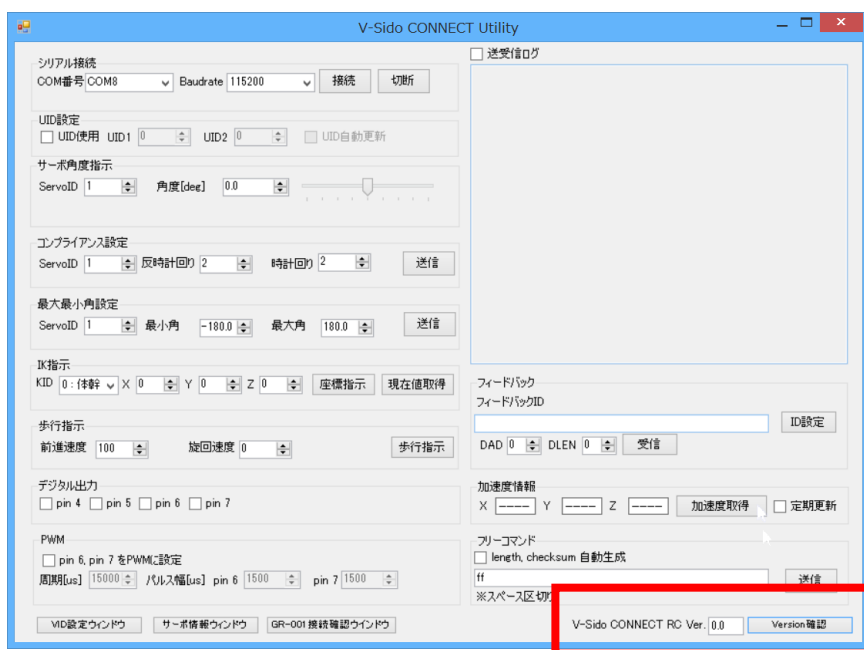 V-Sido CONNECT Utility
シリアル接続
COM番号 COM8 Baudrate 115200 接続 切断
UID設定
UID使用 UID1 0 UID2 0 UID自動更新
サーボ角度指示
ServoID 1 角度[deg] 0.0
コンプライアンス設定
ServoID 1 反時計回り 2 時計回り 2 送信
最大最小角設定
ServoID 1 最小角 -180.0 最大角 180.0 送信
IK指示
KID 0:体幹 X 0 Y 0 Z 0 座標指示 現在値取得
歩行指示
前進速度 100 旋回速度 0 歩行指示
デジタル出力
pin 4 pin 5 pin 6 pin 7
PWM
pin 6, pin 7 をPWMに設定
周期[us] 15000 パルス幅[us] pin 6 1500 pin 7 1500
VID設定ウィンドウ サーボ情報ウィンドウ GR-001接続確認ウインドウ
送受信ログ
フィードバック
フィードバックID
ID設定
DAD 0 DLEN 0 受信
加速度情報
X ---- Y ---- Z ---- 加速度取得 定期更新
フリーコマンド
length, checksum 自動生成
ff 送信
※スペース区切り
V-Sido CONNECT RC Ver. 0.0 Version確認